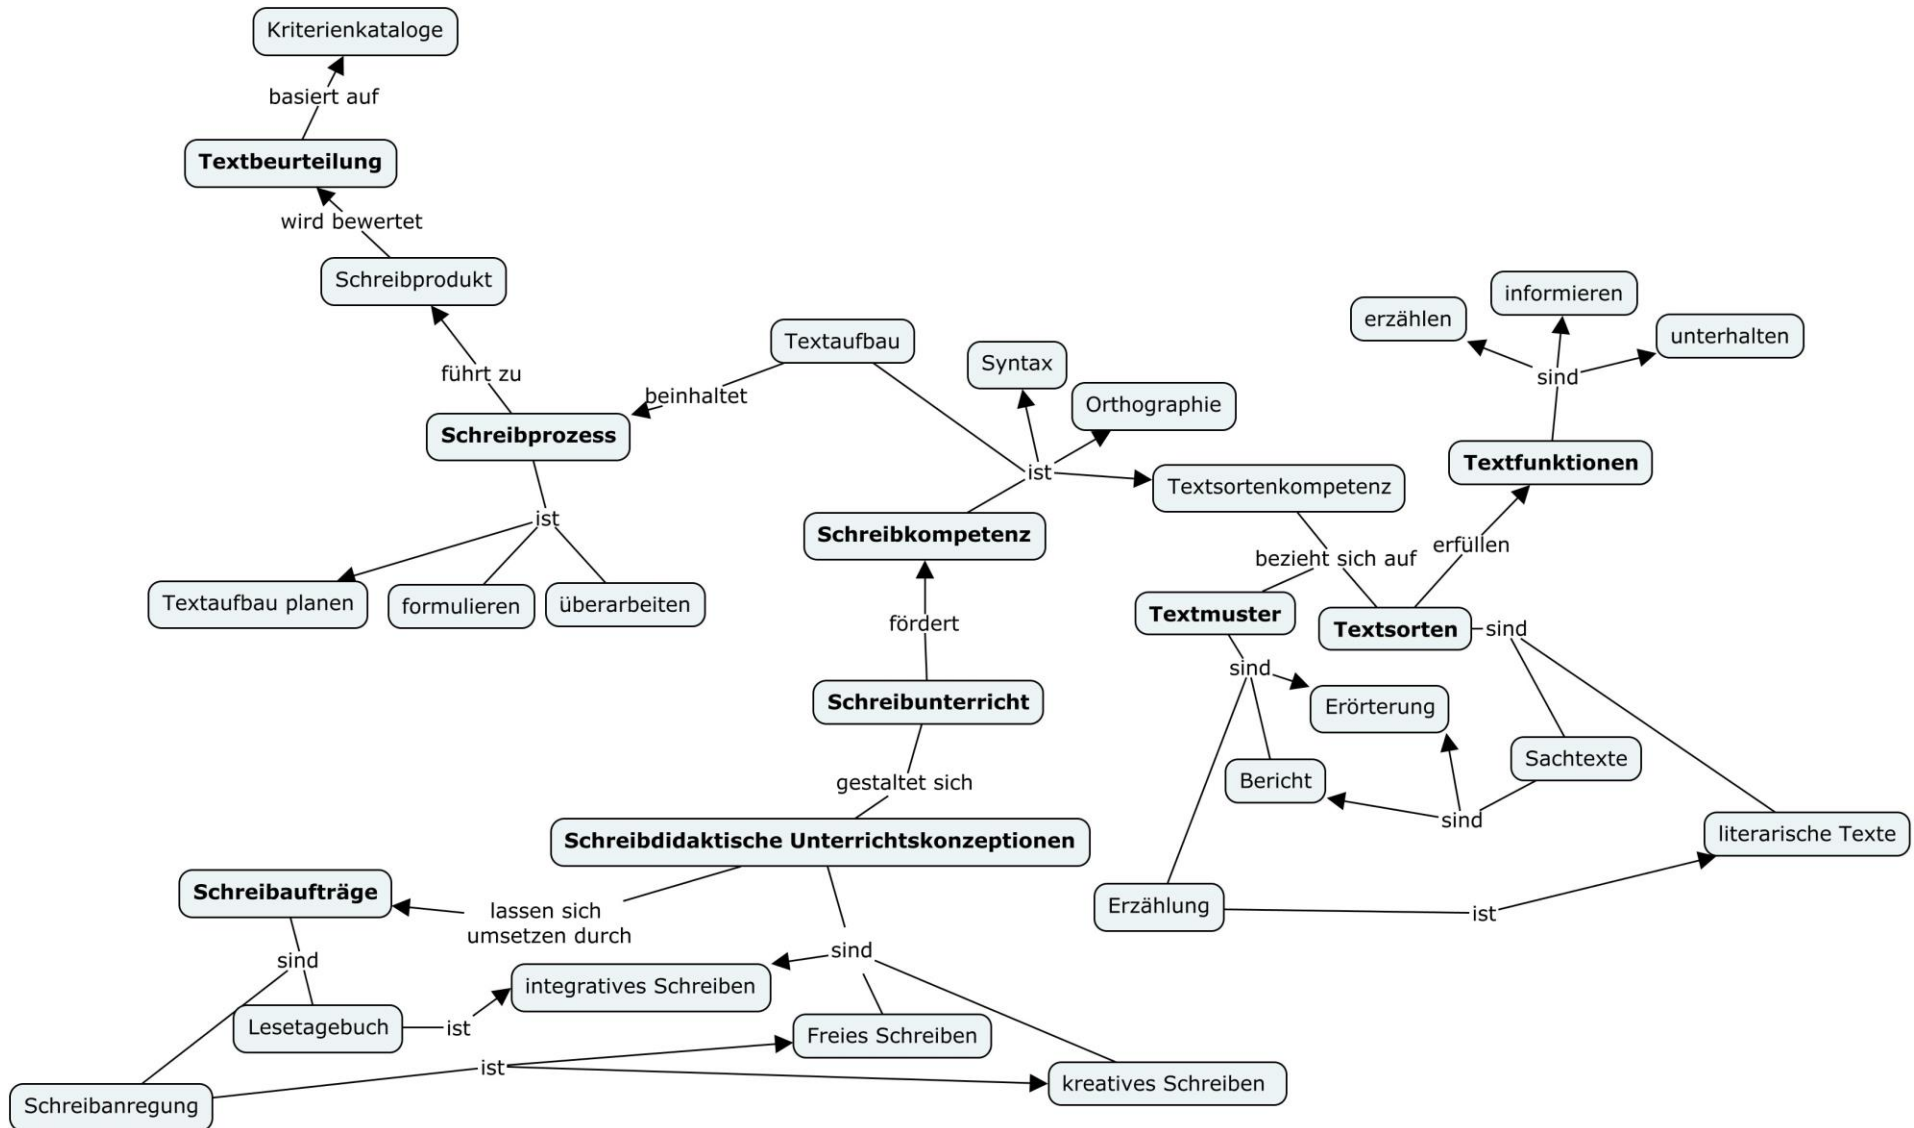 Kriterienkataloge
basiert auf
Textbeurteilung
wird bewertet
Schreibprodukt
führt zu
Textaufbau
beinhaltet
Schreibprozess
ist
Textaufbau planen
formulieren
überarbeiten
Syntax
Orthographie
ist
Textsortenkompetenz
Schreibkompetenz
fördert
Schreibunterricht
gestaltet sich
Schreibdidaktische Unterrichtskonzeptionen
erzählen
informieren
unterhalten
sind
Textfunktionen
erfüllen
bezieht sich auf
Textmuster
Textsorten
sind
sind
Erörterung
Sachtexte
Bericht
sind
literarische Texte
Erzählung
ist
Schreibaufträge
lassen sich
umsetzen durch
sind
sind
integratives Schreiben
Lesetagebuch
ist
Freies Schreiben
ist
kreatives Schreiben
Schreibanregung